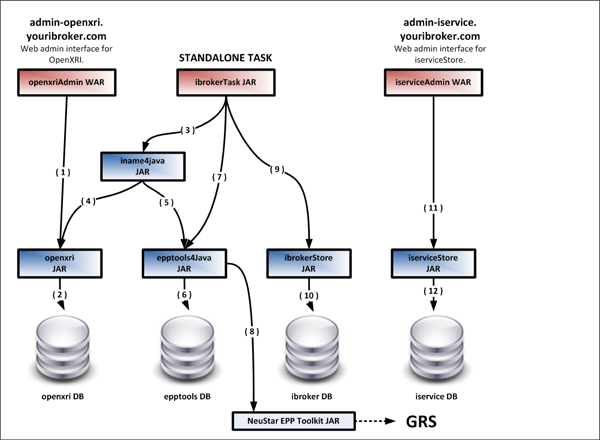 admin-openxri.
youribroker.com
Web admin interface for
OpenXRI.
admin-iservice.
youribroker.com
Web admin interface for
iserviceStore.
STANDALONE TASK
openxriAdmin WAR
ibrokerTask JAR
iserviceAdmin WAR
( 3 )
iname4java
JAR
( 1 )
( 4 )
( 5 )
( 7 )
( 9 )
(11)
openxri
JAR
epptools4Java
JAR
ibrokerStore
JAR
iserviceStore
JAR
( 2 )
( 6 )
(10)
(12)
( 8 )
openxri DB
epptools DB
ibroker DB
iservice DB
NeuStar EPP Toolkit JAR
GRS